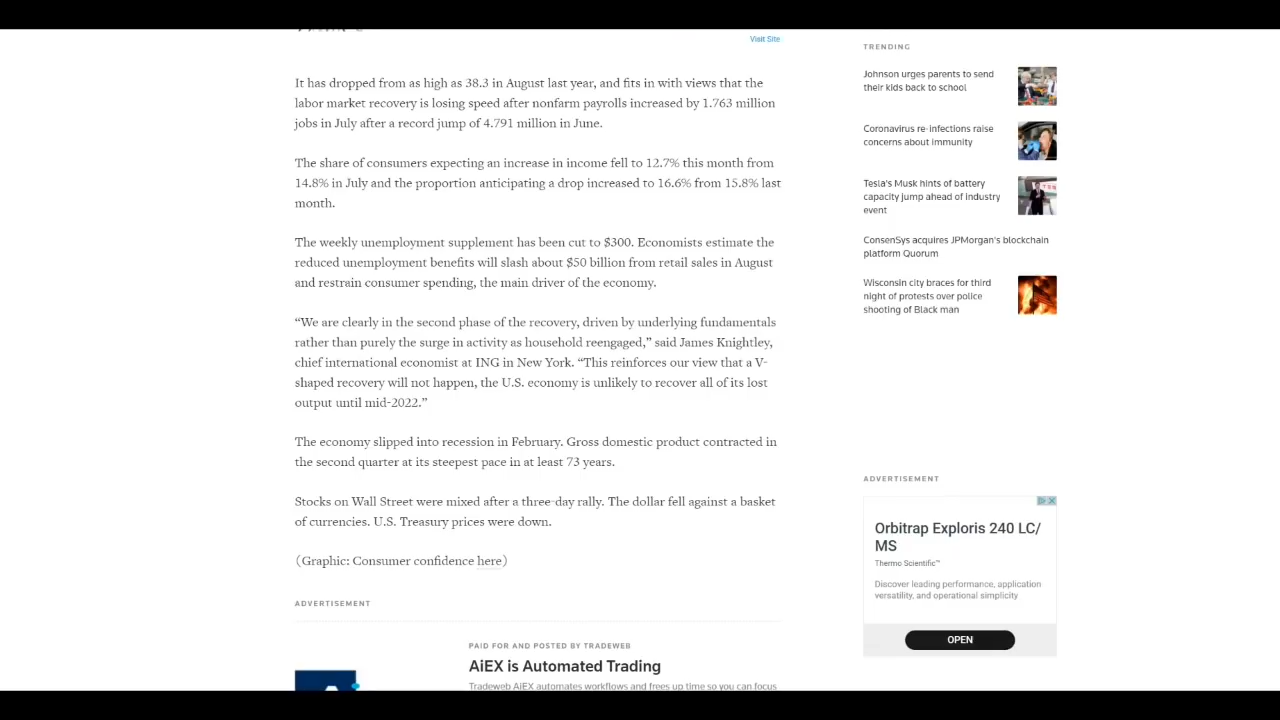 Visit Site
It has dropped from as high as 38.3 in August last year, and fits in with views that the
labor market recovery is losing speed after nonfarm payrolls increased by 1.763 million
jobs in July after a record jump of 4.791 million in June.
The share of consumers expecting an increase in income fell to 12.7% this month from
14.8% in July and the proportion anticipating a drop increased to 16.6% from 15.8% last
month.
The weekly unemployment supplement has been cut to $300. Economists estimate the
reduced unemployment benefits will slash about $50 billion from retail sales in August
and restrain consumer spending, the main driver of the economy.
“We are clearly in the second phase of the recovery, driven by underlying fundamentals
rather than purely the surge in activity as household reengaged,” said James Knightley,
chief international economist at ING in New York. “This reinforces our view that a V-
shaped recovery will not happen, the U.S. economy is unlikely to recover all of its lost
output until mid-2022.”
The economy slipped into recession in February. Gross domestic product contracted in
the second quarter at its steepest pace in at least 73 years.
Stocks on Wall Street were mixed after a three-day rally. The dollar fell against a basket
of currencies. U.S. Treasury prices were down.
(Graphic: Consumer confidence here)
ADVERTISEMENT
PAID FOR AND POSTED BY TRADEWEB
AiEX is Automated Trading
Tradeweb AiEX automates workflows and frees up time so you can focus
TRENDING
Johnson urges parents to send
their kids back to school
Coronavirus re-infections raise
concerns about immunity
Tesla's Musk hints of battery
capacity jump ahead of industry
event
ConsenSys acquires JPMorgan's blockchain
platform Quorum
Wisconsin city braces for third
night of protests over police
shooting of Black man
ADVERTISEMENT
Orbitrap Exploris 240 LC/
MS
Thermo Scientific™
Discover leading performance, application
versatility, and operational simplicity
OPEN